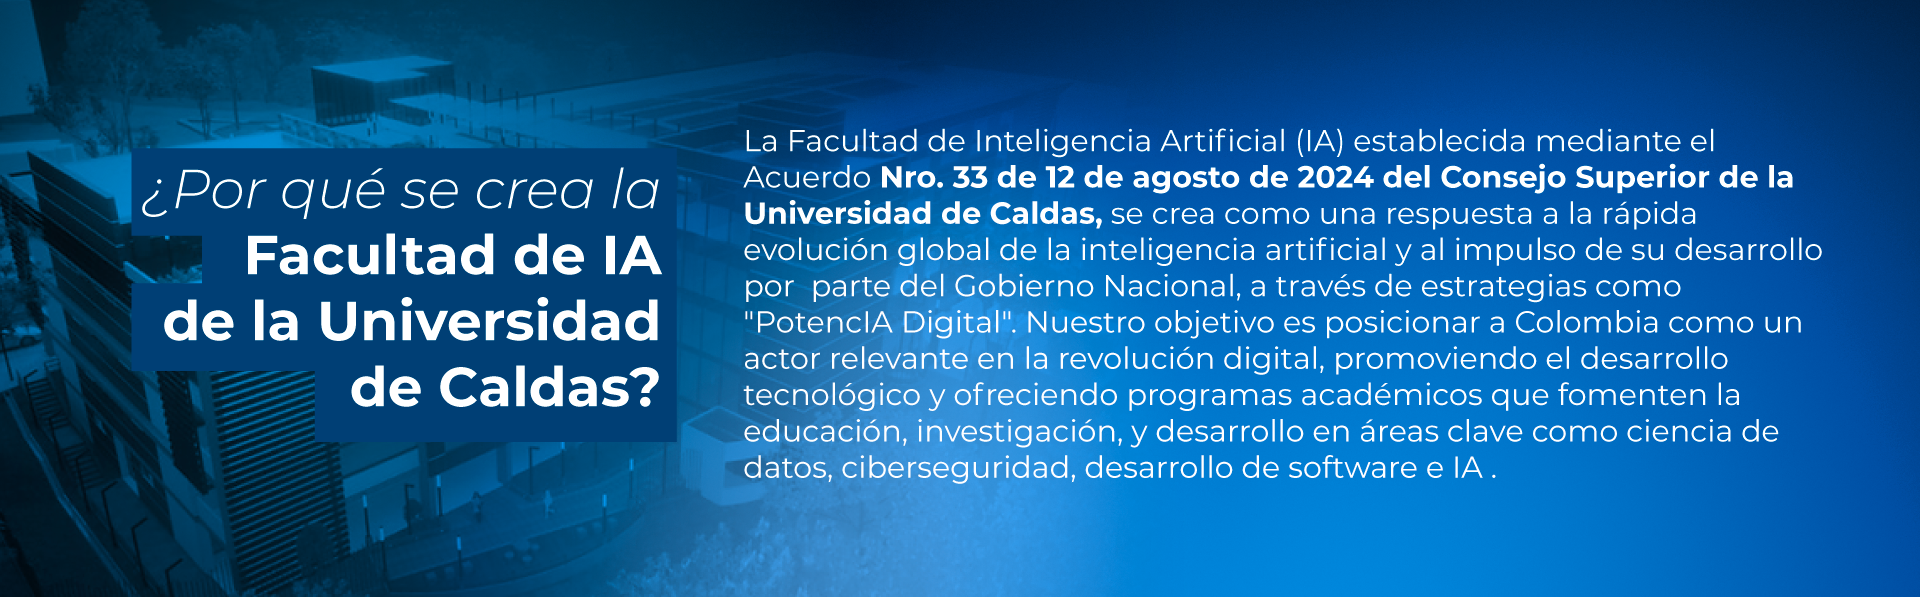 ¿Por qué se crea la
Facultad de IA
de la Universidad
de Caldas?
La Facultad de Inteligencia Artificial (IA) establecida mediante el
Acuerdo Nro. 33 de 12 de agosto de 2024 del Consejo Superior de la
Universidad de Caldas, se crea como una respuesta a la rápida
evolución global de la inteligencia artificial y al impulso de su desarrollo
por  parte del Gobierno Nacional, a través de estrategias como
"PotencIA Digital". Nuestro objetivo es posicionar a Colombia como un
actor relevante en la revolución digital, promoviendo el desarrollo
tecnológico y ofreciendo programas académicos que fomenten la
educación, investigación, y desarrollo en áreas clave como ciencia de
datos, ciberseguridad, desarrollo de software e IA .